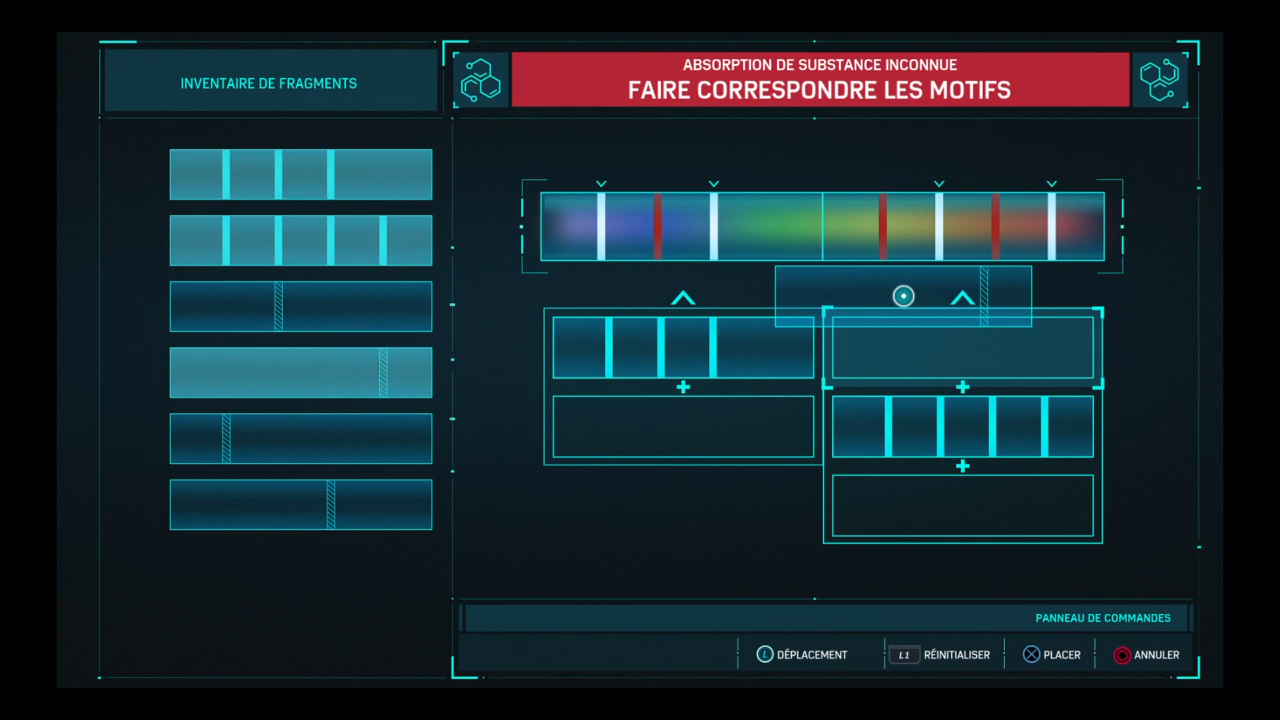 INVENTAIRE DE FRAGMENTS
ABSORPTION DE SUBSTANCE INCONNUE
FAIRE CORRESPONDRE LES MOTIFS
PANNEAU DE COMMANDES
L DÉPLACEMENT
L1 RÉINITIALISER
PLACER
ANNULER